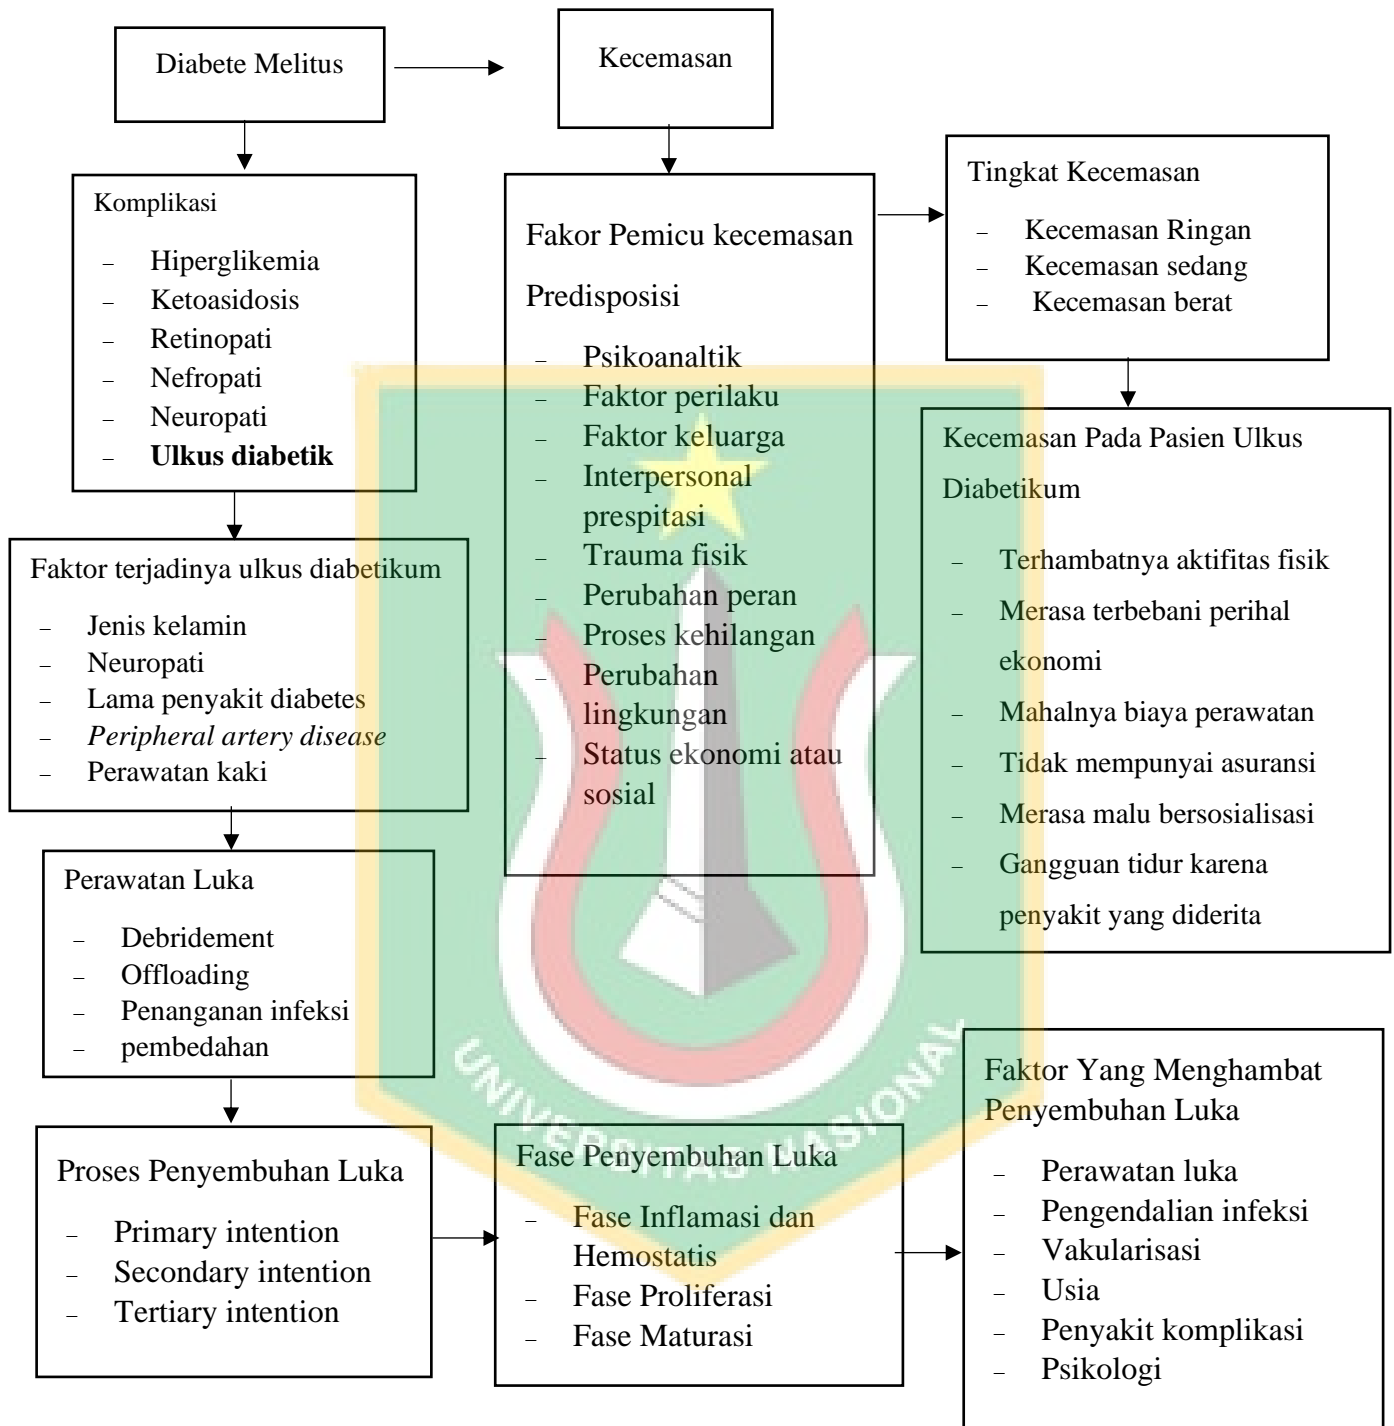 Diabete Melitus
Kecemasan
Komplikasi
– Hiperglikemia
– Ketoasidosis
– Retinopati
– Nefropati
– Neuropati
– Ulkus diabetik
Fakor Pemicu kecemasan
Predisposisi
– Psikoanaltik
– Faktor perilaku
– Faktor keluarga
– Interpersonal
prespitasi
– Trauma fisik
– Perubahan peran
– Proses kehilangan
– Perubahan
lingkungan
– Status ekonomi atau
sosial
Tingkat Kecemasan
– Kecemasan Ringan
– Kecemasan sedang
– Kecemasan berat
Kecemasan Pada Pasien Ulkus
Diabetikum
– Terhambatnya aktifitas fisik
– Merasa terbebani perihal
ekonomi
– Mahalnya biaya perawatan
– Tidak mempunyai asuransi
– Merasa malu bersosialisasi
– Gangguan tidur karena
penyakit yang diderita
Faktor terjadinya ulkus diabetikum
– Jenis kelamin
– Neuropati
– Lama penyakit diabetes
– Peripheral artery disease
– Perawatan kaki
Perawatan Luka
– Debridement
– Offloading
– Penanganan infeksi
– pembedahan
Proses Penyembuhan Luka
– Primary intention
– Secondary intention
– Tertiary intention
Fase Penyembuhan Luka
– Fase Inflamasi dan
Hemostatis
– Fase Proliferasi
– Fase Maturasi
Faktor Yang Menghambat
Penyembuhan Luka
– Perawatan luka
– Pengendalian infeksi
– Vakularisasi
– Usia
– Penyakit komplikasi
– Psikologi
UNIVERSITAS NASIONAL